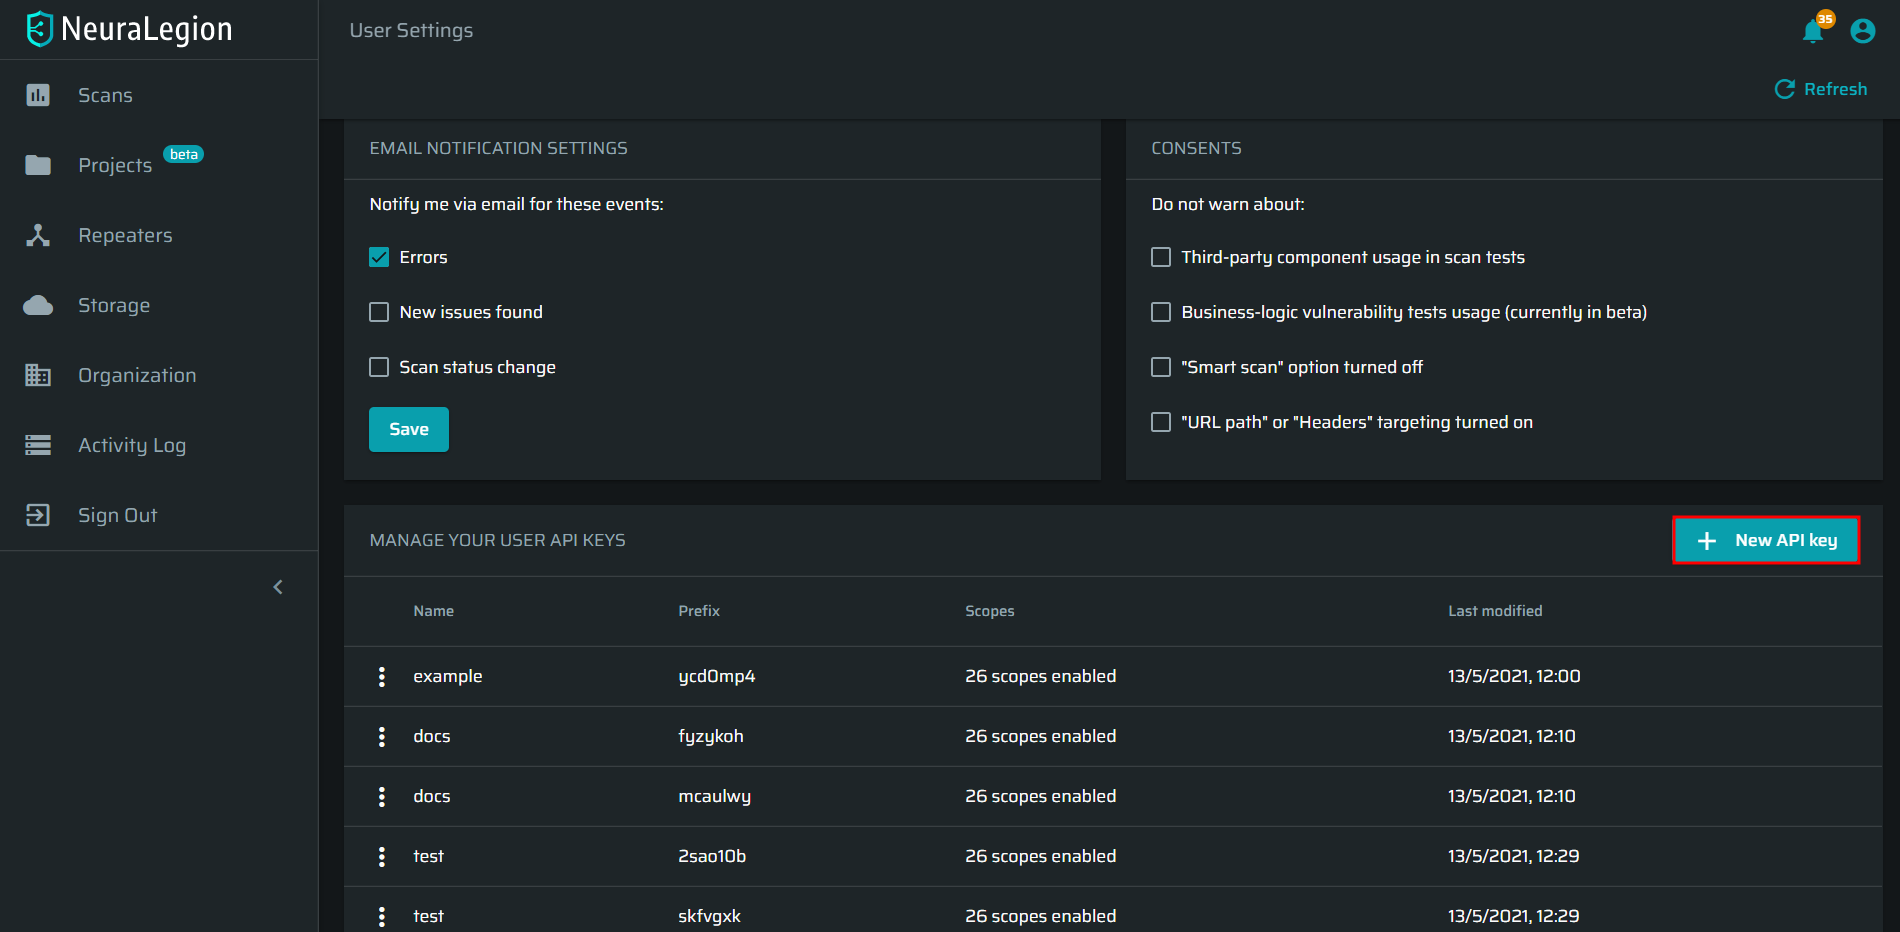 NeuraLegion
User Settings
35
Refresh
Scans
Projects beta
Repeaters
Storage
Organization
Activity Log
Sign Out
EMAIL NOTIFICATION SETTINGS
Notify me via email for these events:
Errors
New issues found
Scan status change
Save
CONSENTS
Do not warn about:
Third-party component usage in scan tests
Business-logic vulnerability tests usage (currently in beta)
"Smart scan" option turned off
"URL path" or "Headers" targeting turned on
MANAGE YOUR USER API KEYS
New API key
Name Prefix Scopes Last modified
example ycd0mp4 26 scopes enabled 13/5/2021, 12:00
docs fyzykoh 26 scopes enabled 13/5/2021, 12:10
docs mcaulwy 26 scopes enabled 13/5/2021, 12:10
test 2sao10b 26 scopes enabled 13/5/2021, 12:29
test skfvgxk 26 scopes enabled 13/5/2021, 12:29